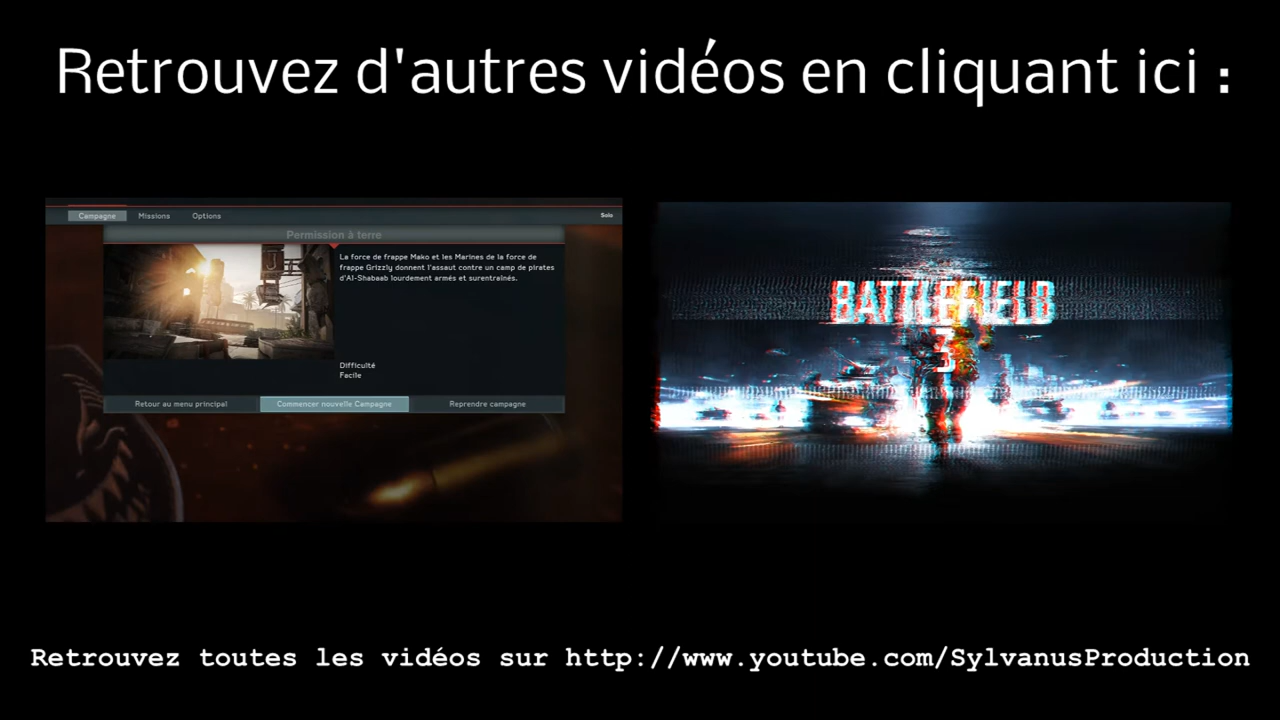 Retrouvez d'autres vidéos en cliquant ici :
Campagne Missions Options Solo
Permission à terre
La force de frappe Mako et les Marines de la force de
frappe Grizzly donnent l'assaut contre un camp de pirates
d'Al-Shabaab lourdement armés et surentraînés.
Difficulté
Facile
Retour au menu principal Commencer nouvelle Campagne Reprendre campagne
BATTLEFIELD
3
Retrouvez toutes les vidéos sur http://www.youtube.com/SylvanusProduction